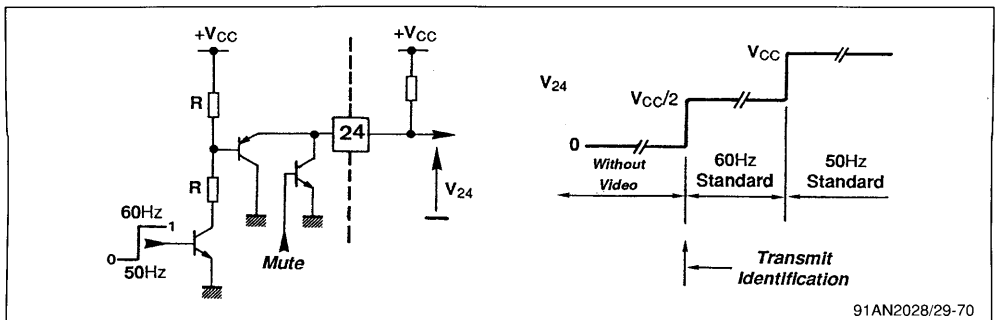 +VCC
+VCC
R
24
R
V24
60Hz
1
0
50Hz
Mute
VCC
V24
VCC/2
0
Without
Video
60Hz
Standard
50Hz
Standard
Transmit
Identification
91AN2028/29-70